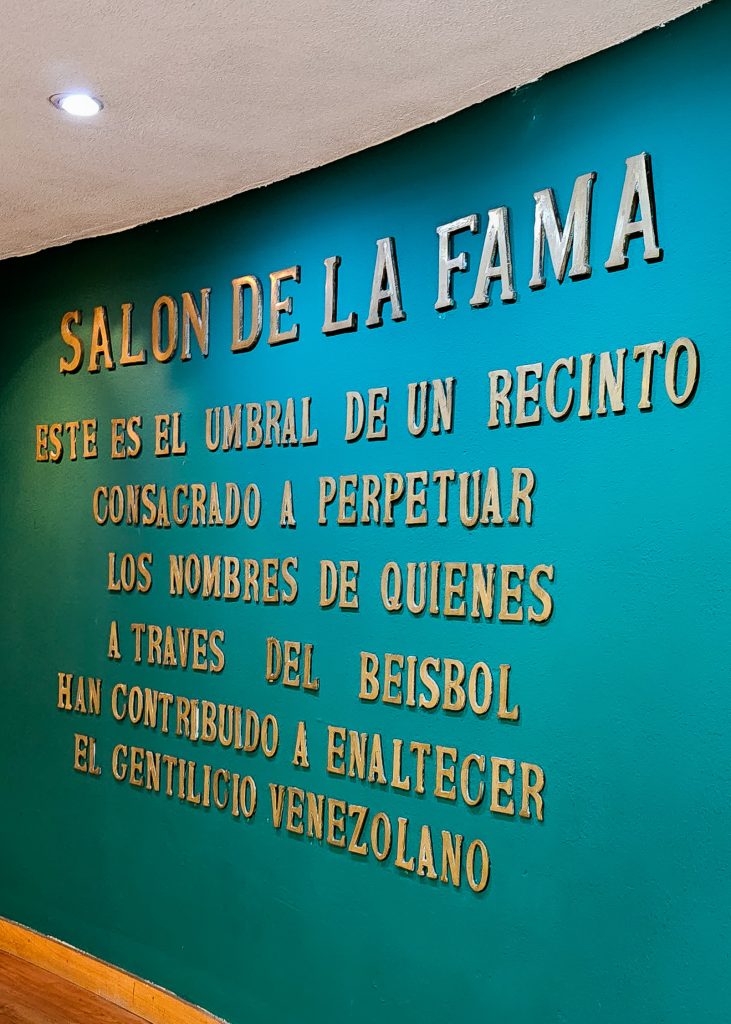 SALON DE LA FAMA
ESTE ES EL UMBRAL DE UN RECINTO
CONSAGRADO A PERPETUAR
LOS NOMBRES DE QUIENES
A TRAVES DEL BEISBOL
HAN CONTRIBUIDO A ENALTECER
EL GENTILICIO VENEZOLANO